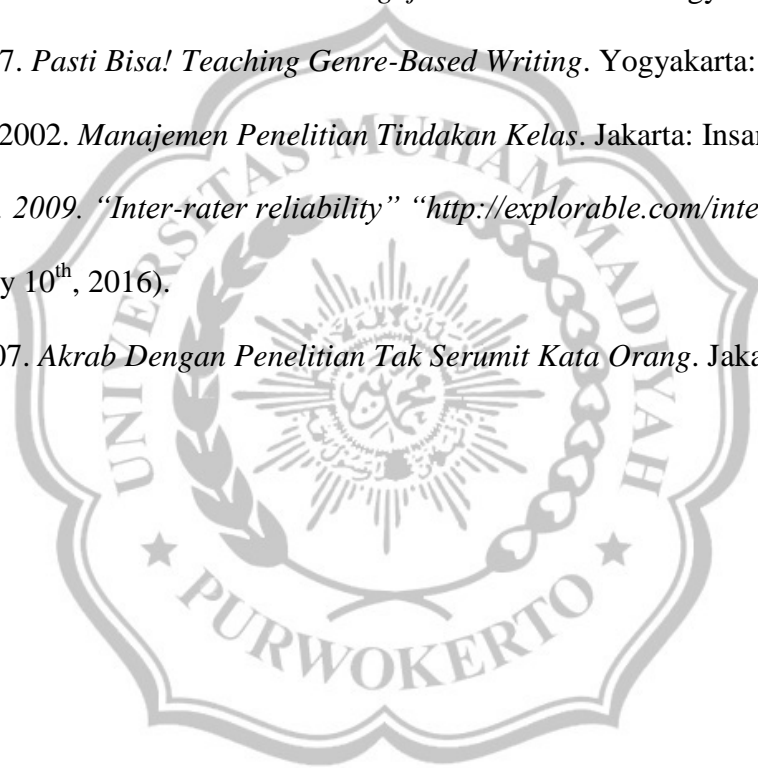 7. Pasti Bisa! Teaching Genre-Based Writing. Yogyakarta:
2002. Manajemen Penelitian Tindakan Kelas. Jakarta: Insan
. 2009. “Inter-rater reliability” “http://explorable.com/inte
y 10th, 2016).
07. Akrab Dengan Penelitian Tak Serumit Kata Orang. Jaka
UNIVERSITAS MUHAMMADIYAH
PURWOKERTO